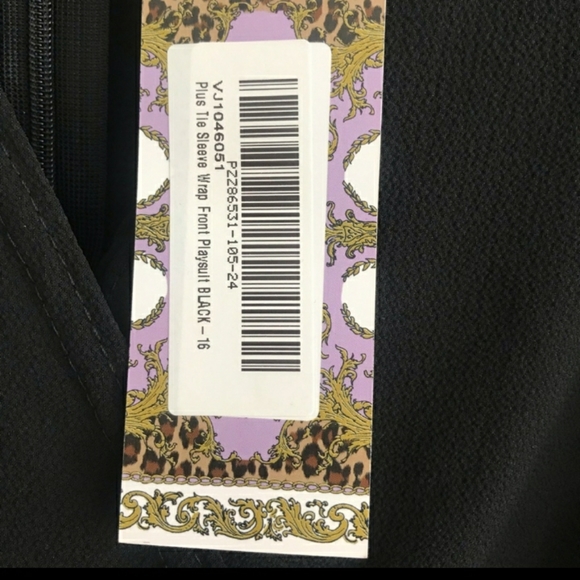 PZZ86531-105-24
VJ1046051
Plus Tie Sleeve Wrap Front Playsuit BLACK - 16